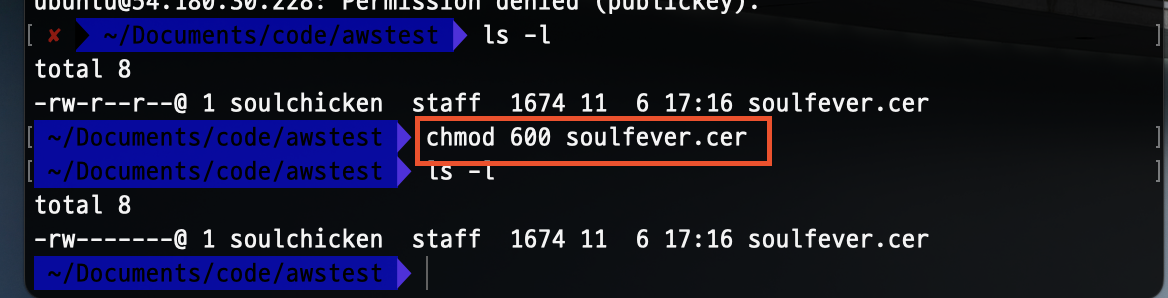 ubuntu@54.180.30.228: Permission denied (publickey).
[ ✘ ~/Documents/code/awstest ls -l ]
total 8
-rw-r--r--@ 1 soulchicken  staff  1674 11  6 17:16 soulfever.cer
[ ~/Documents/code/awstest chmod 600 soulfever.cer ]
[ ~/Documents/code/awstest ls -l ]
total 8
-rw-------@ 1 soulchicken  staff  1674 11  6 17:16 soulfever.cer
~/Documents/code/awstest